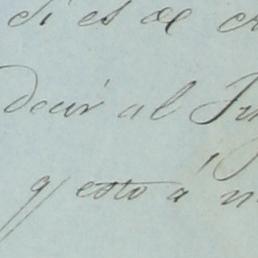 si es de
decir al
q esto á